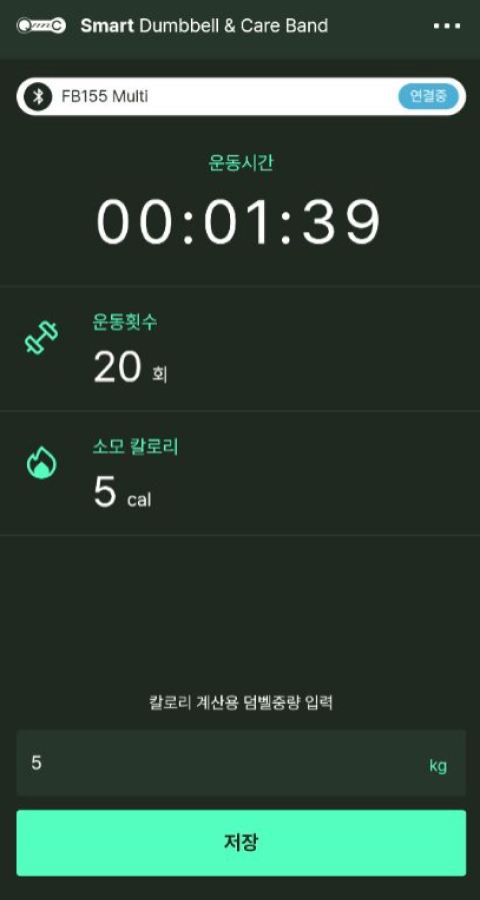 Smart Dumbbell & Care Band
FB155 Multi
연결중
운동시간
00:01:39
운동횟수
20 회
소모 칼로리
5 cal
칼로리 계산용 덤벨중량 입력
5
kg
저장